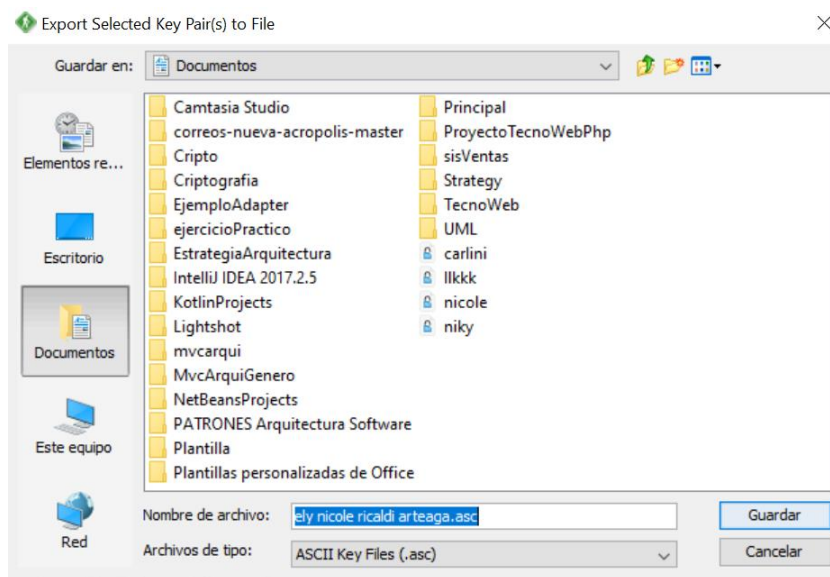 Export Selected Key Pair(s) to File
Guardar en:
Documentos
Elementos re...
Escritorio
Documentos
Este equipo
Red
Camtasia Studio
correos-nueva-acropolis-master
Cripto
Criptografia
EjemploAdapter
ejercicioPractico
EstrategiaArquitectura
IntelliJ IDEA 2017.2.5
KotlinProjects
Lightshot
mvcarqui
MvcArquiGenero
NetBeansProjects
PATRONES Arquitectura Software
Plantilla
Plantillas personalizadas de Office
Principal
ProyectoTecnoWebPhp
sisVentas
Strategy
TecnoWeb
UML
carlini
llkkk
nicole
niky
Nombre de archivo:
ely nicole ricaldi arteaga.asc
Guardar
Archivos de tipo:
ASCII Key Files (.asc)
Cancelar